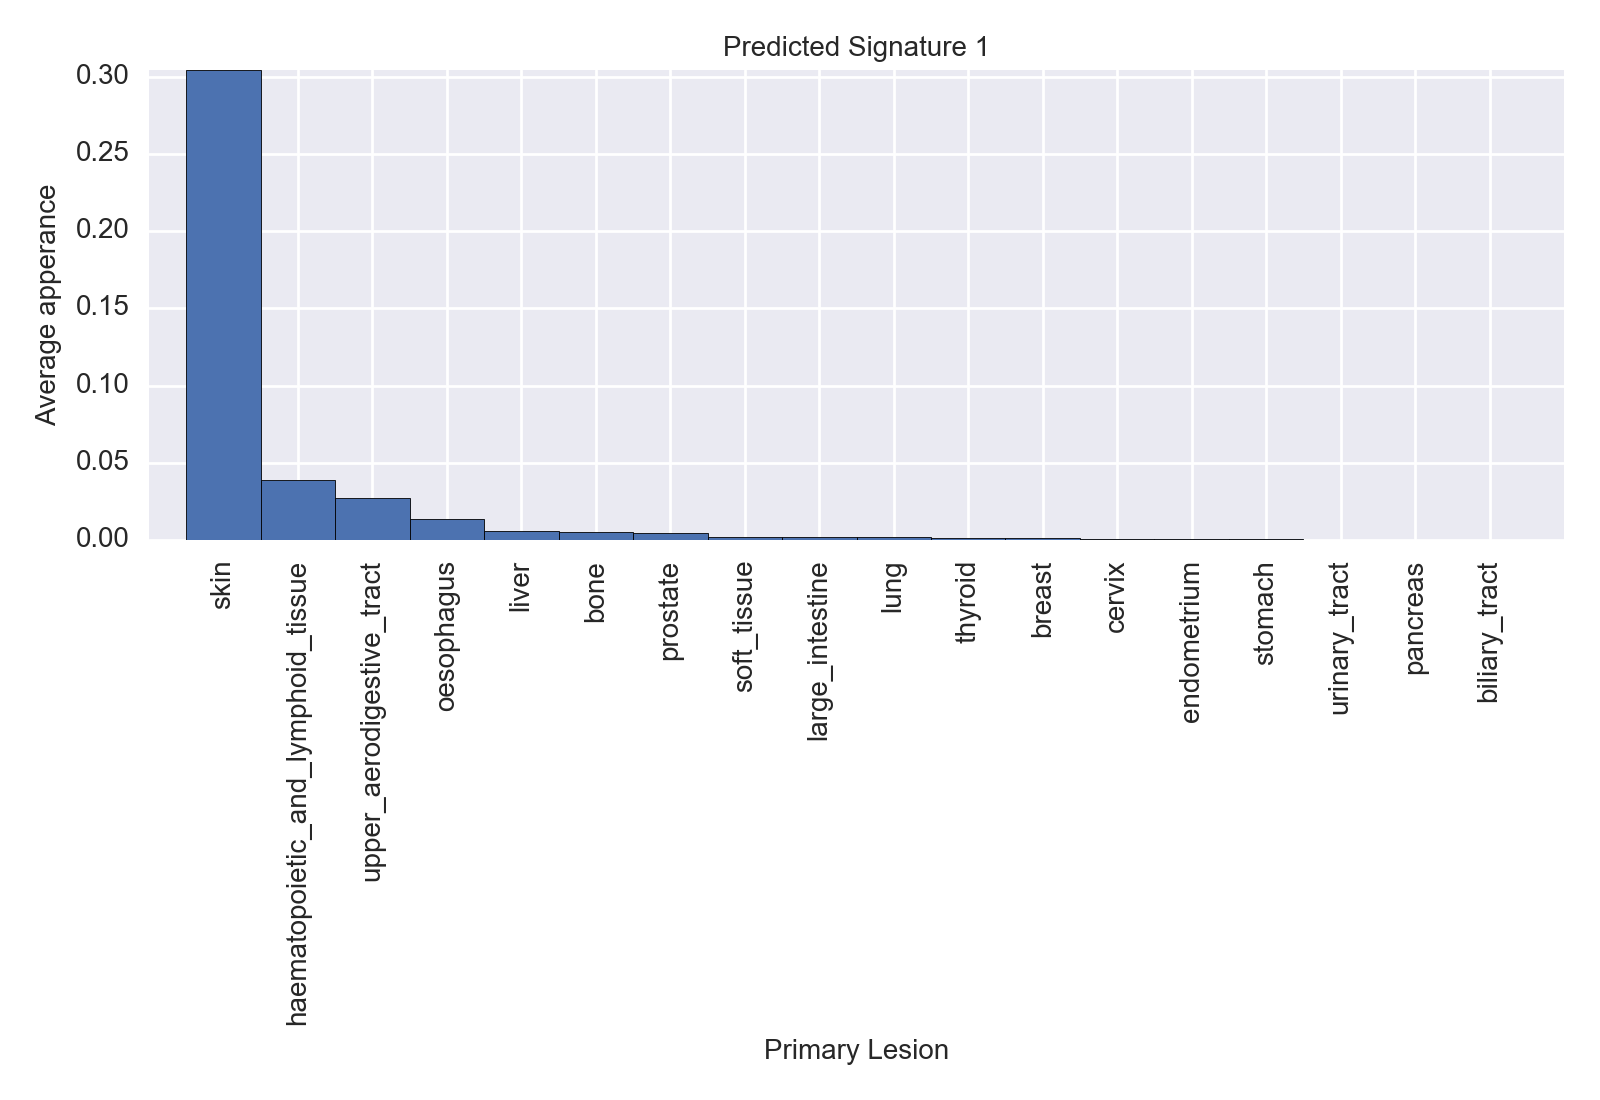 Predicted Signature 1
0.30
0.25
0.20
0.15
0.10
0.05
0.00
Average apperance
skin
haematopoietic_and_lymphoid_tissue
upper_aerodigestive_tract
oesophagus
liver
bone
prostate
soft_tissue
large_intestine
lung
thyroid
breast
cervix
endometrium
stomach
urinary_tract
pancreas
biliary_tract
Primary Lesion